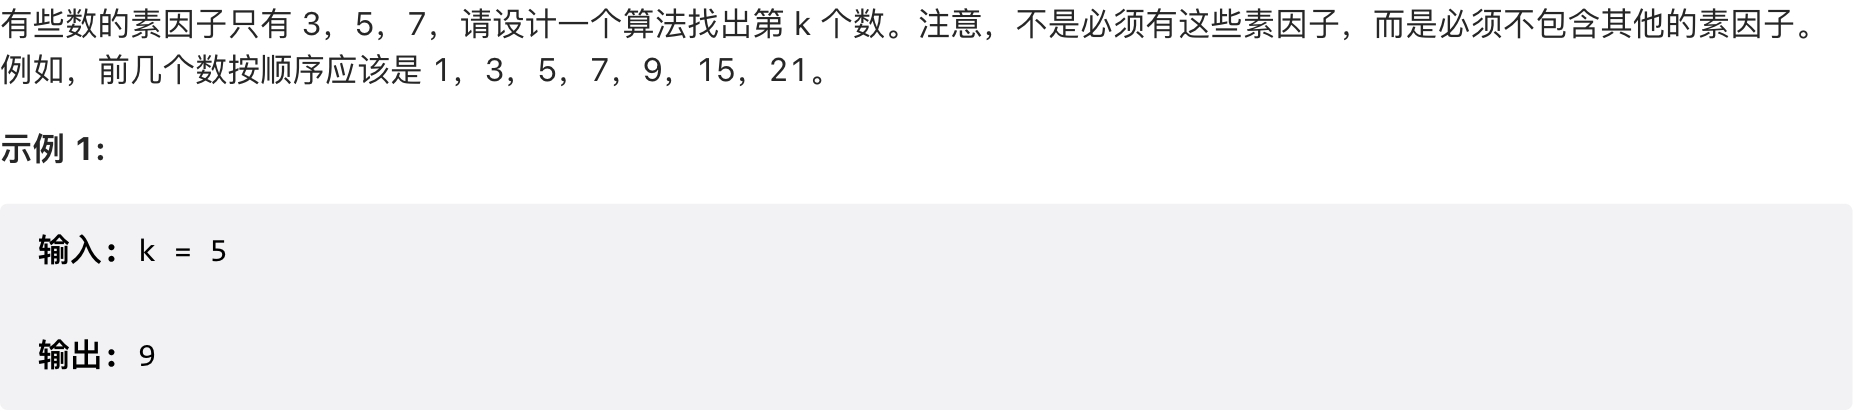 有些数的素因子只有 3，5，7，请设计一个算法找出第 k 个数。注意，不是必须有这些素因子，而是必须不包含其他的素因子。
例如，前几个数按顺序应该是 1，3，5，7，9，15，21。
示例 1:
输入: k = 5
输出: 9